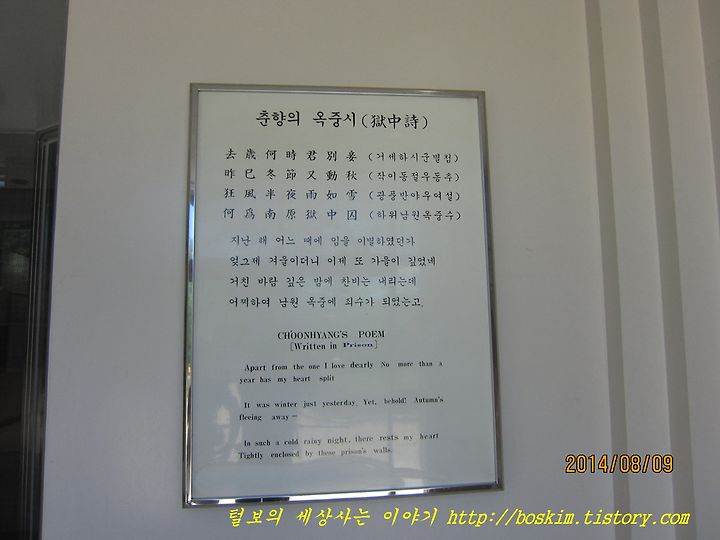 춘향의 옥중시(獄中詩)
去歲何時君別妾 (거세하시군별첩)
昨已冬節又動秋 (작이동절우동추)
狂風半夜雨如雪 (광풍반야우여설)
何爲南原獄中囚 (하위남원옥중수)
지난 해 어느 때에 임을 이별하였던가
엊그제 겨울이더니 이제 또 가을이 깊었네
거친 바람 깊은 밤에 찬비는 내리는데
어찌하여 남원 옥중에 죄수가 되었는고.
CHOONHYANG'S POEM
[Written in Prison]
Apart from the one I love dearly No more than a
year has my heart split
It was winter just yesterday. Yet, behold! Autumn's
fleeing away-
In such a cold rainy night, there rests my heart
Tightly enclosed by these prison's walls.
2014/08/09
털보의 세상사는 이야기 http://boskim.tistory.com